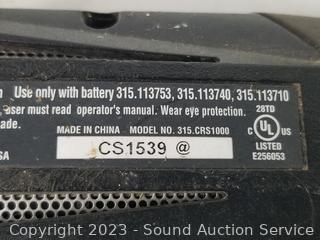 Use only with battery 315.113753, 315.113740, 315.113710
user must read operator's manual. Wear eye protection.
28TD
ade.
C UL US
MADE IN CHINA MODEL NO. 315.CRS1000
LISTED
SA
CS1539 @
E256053
Copyright 2023 - Sound Auction Service